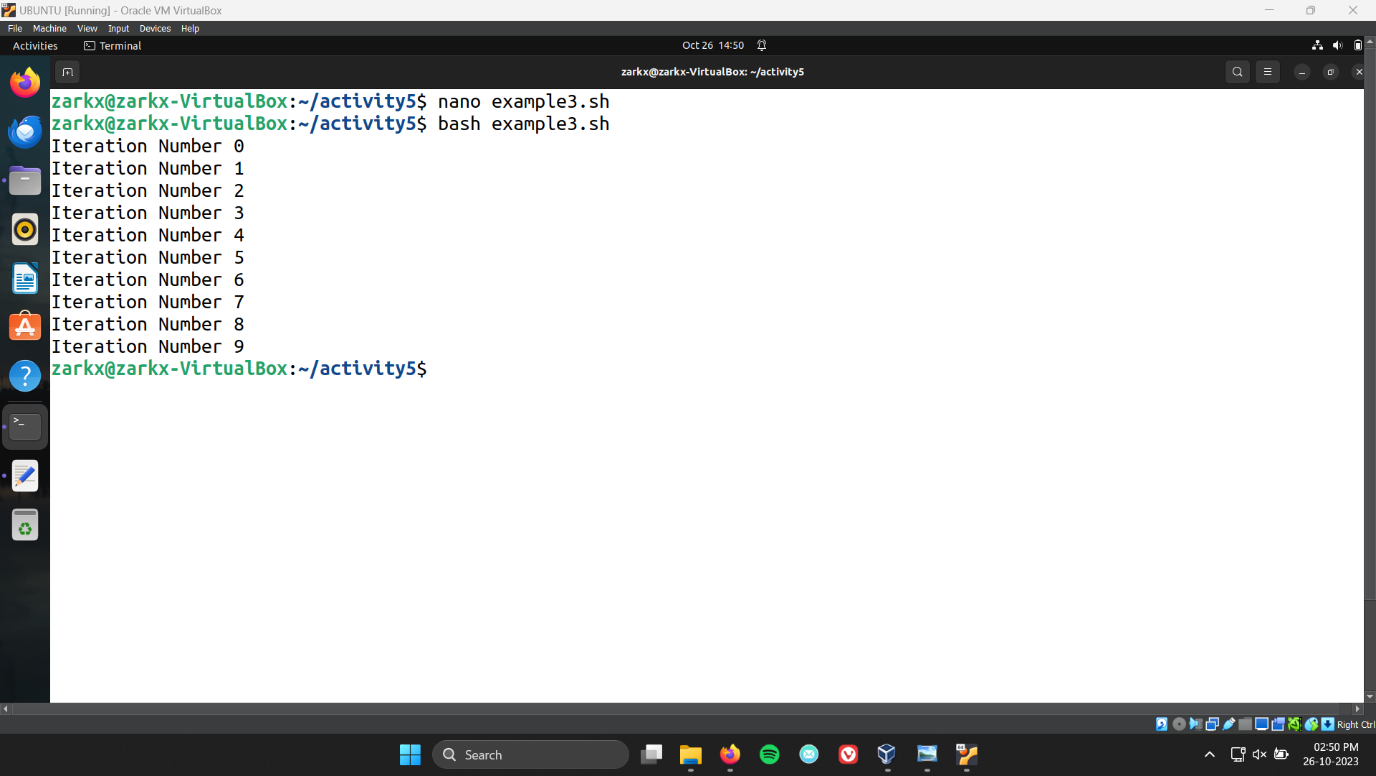 UBUNTU [Running] - Oracle VM VirtualBox
File Machine View Input Devices Help
Activities Terminal Oct 26 14:50
zarkx@zarkx-VirtualBox: ~/activity5
zarkx@zarkx-VirtualBox:~/activity5$ nano example3.sh
zarkx@zarkx-VirtualBox:~/activity5$ bash example3.sh
Iteration Number 0
Iteration Number 1
Iteration Number 2
Iteration Number 3
Iteration Number 4
Iteration Number 5
Iteration Number 6
Iteration Number 7
Iteration Number 8
Iteration Number 9
zarkx@zarkx-VirtualBox:~/activity5$
Right Ctrl
Search
02:50 PM
26-10-2023